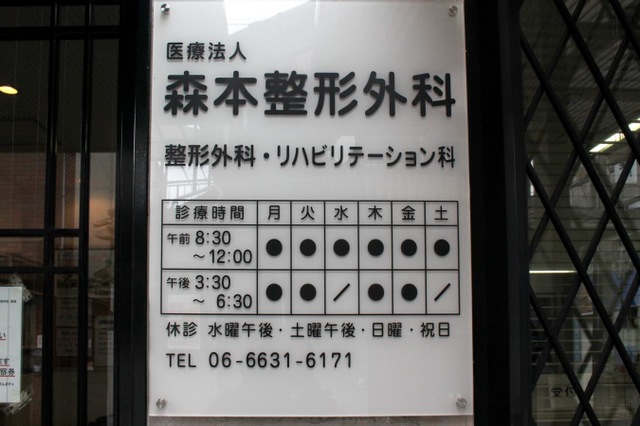 医療法人
森本整形外科
整形外科・リハビリテーション科
診療時間 月 火 水 木 金 土
午前 8:30 ～12:00 ● ● ● ● ● ●
午後 3:30 ～ 6:30 ● ● ／ ● ● ／
休診 水曜午後・土曜午後・日曜・祝日
TEL 06-6631-6171
受付